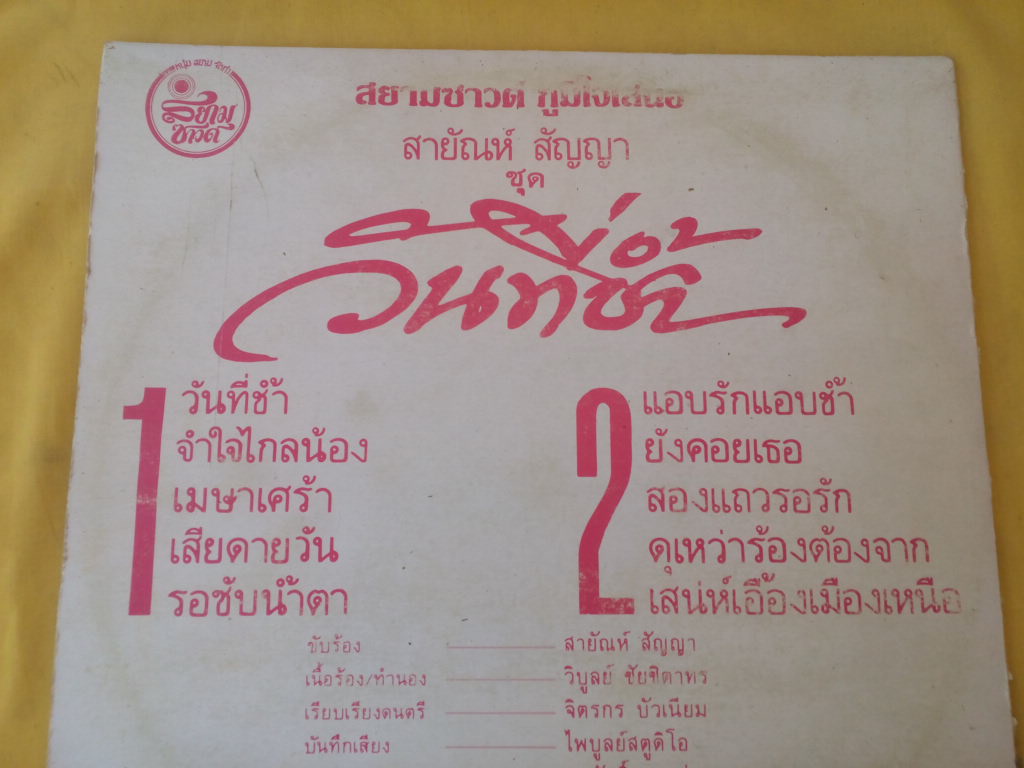 สยาม
ซาวด์
สยามซาวด์ ภูมิใจเสนอ
สายัณห์ สัญญา
ชุด
วันที่ช้ำ
1
วันที่ช้ำ
จำใจไกลน้อง
เมษาเศร้า
เสียดายวัน
รอซับน้ำตา
2
แอบรักแอบช้ำ
ยังคอยเธอ
สองแถวรอรัก
ดุเหว่าร้องต้องจาก
เสน่ห์เอื้องเมืองเหนือ
ขับร้อง สายัณห์ สัญญา
เนื้อร้อง/ทำนอง วิบูลย์ ชัยฑิตาทร
เรียบเรียงดนตรี จิตรกร บัวเนียม
บันทึกเสียง ไพบูลย์สตูดิโอ